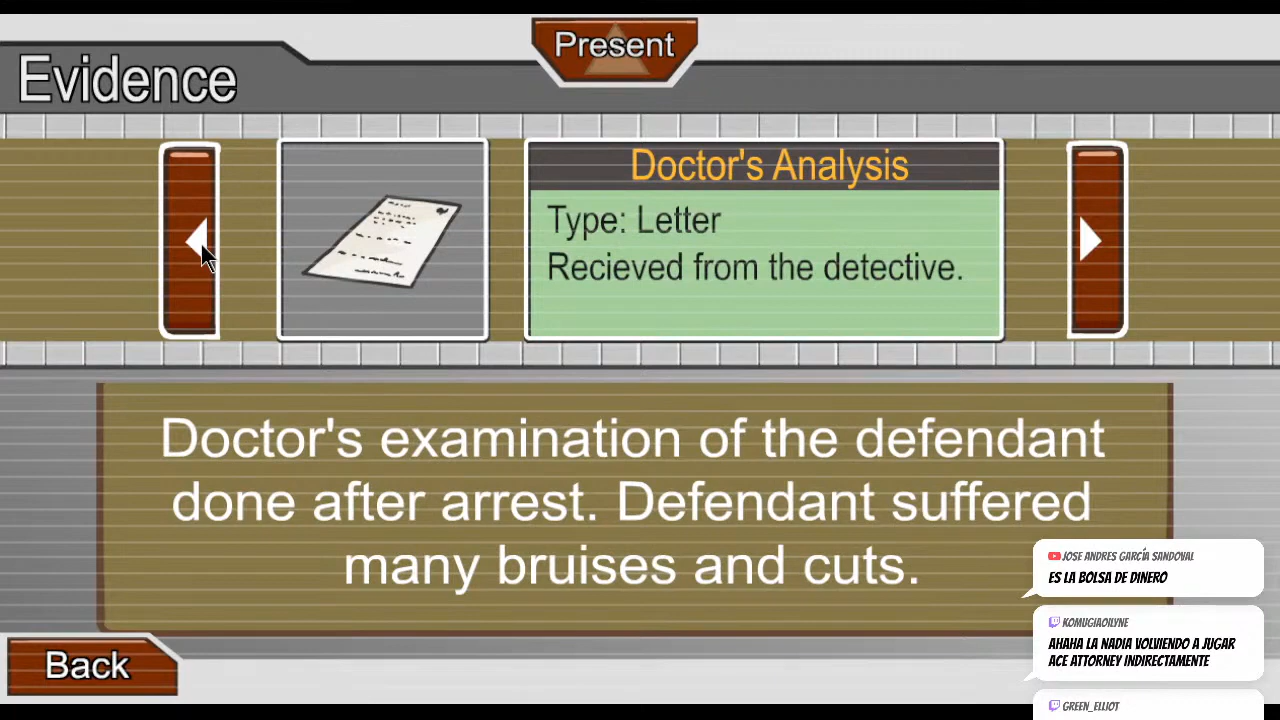 Present
Evidence
Doctor's Analysis
Type: Letter
Recieved from the detective.
Doctor's examination of the defendant
done after arrest. Defendant suffered
many bruises and cuts.
Back
JOSE ANDRES GARCÍA SANDOVAL
ES LA BOLSA DE DINERO
KOMUGIAOILYNE
AHAHA LA NADIA VOLVIENDO A JUGAR
ACE ATTORNEY INDIRECTAMENTE
GREEN_ELLIOT